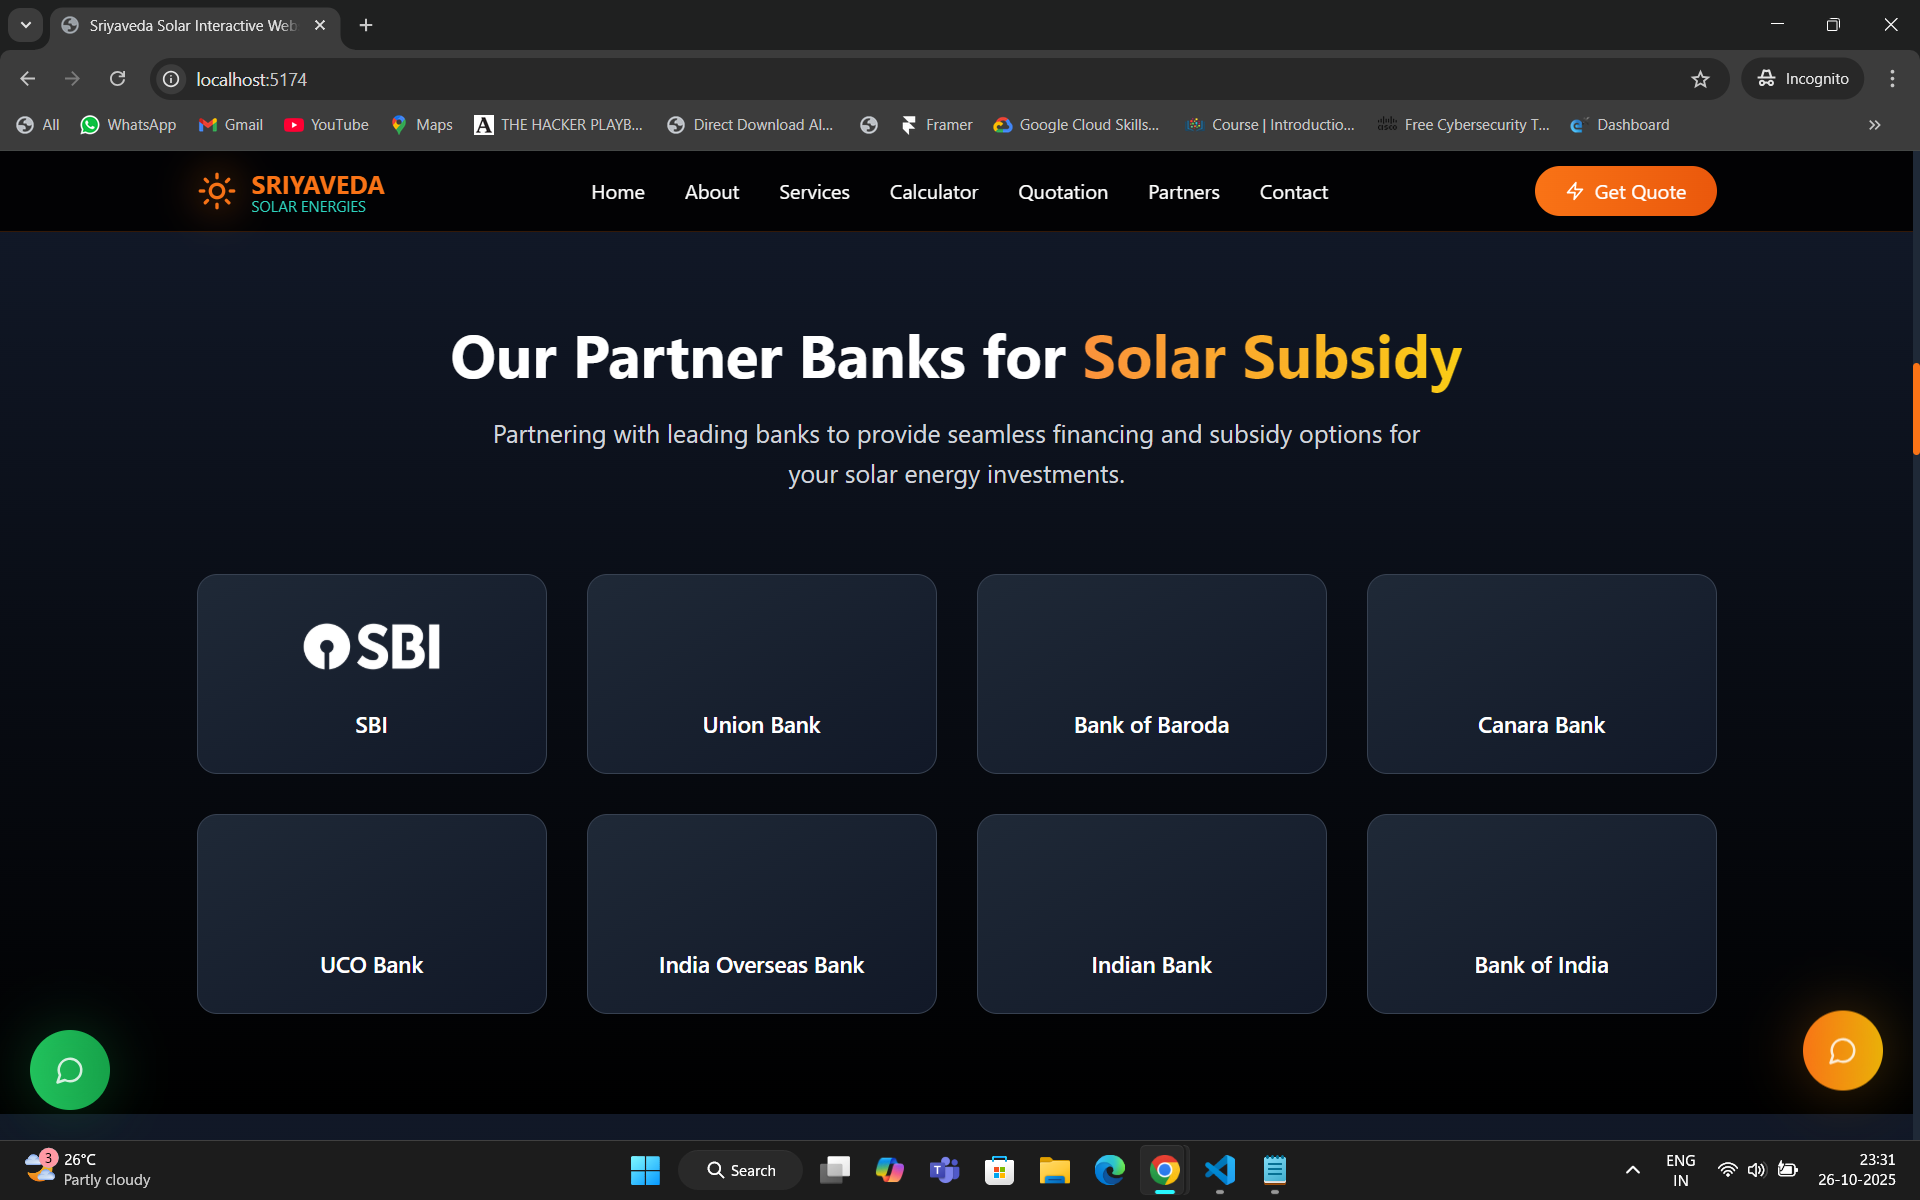 Sriyaveda Solar Interactive Web
localhost:5174
Incognito
All
WhatsApp
Gmail
YouTube
Maps
A THE HACKER PLAYB...
Direct Download Al...
Framer
Google Cloud Skills...
Course | Introductio...
Free Cybersecurity T...
Dashboard
SRIYAVEDA
SOLAR ENERGIES
Home
About
Services
Calculator
Quotation
Partners
Contact
Get Quote
Our Partner Banks for Solar Subsidy
Partnering with leading banks to provide seamless financing and subsidy options for
your solar energy investments.
SBI
SBI
Union Bank
Bank of Baroda
Canara Bank
UCO Bank
India Overseas Bank
Indian Bank
Bank of India
3
26°C
Partly cloudy
Search
ENG
IN
23:31
26-10-2025